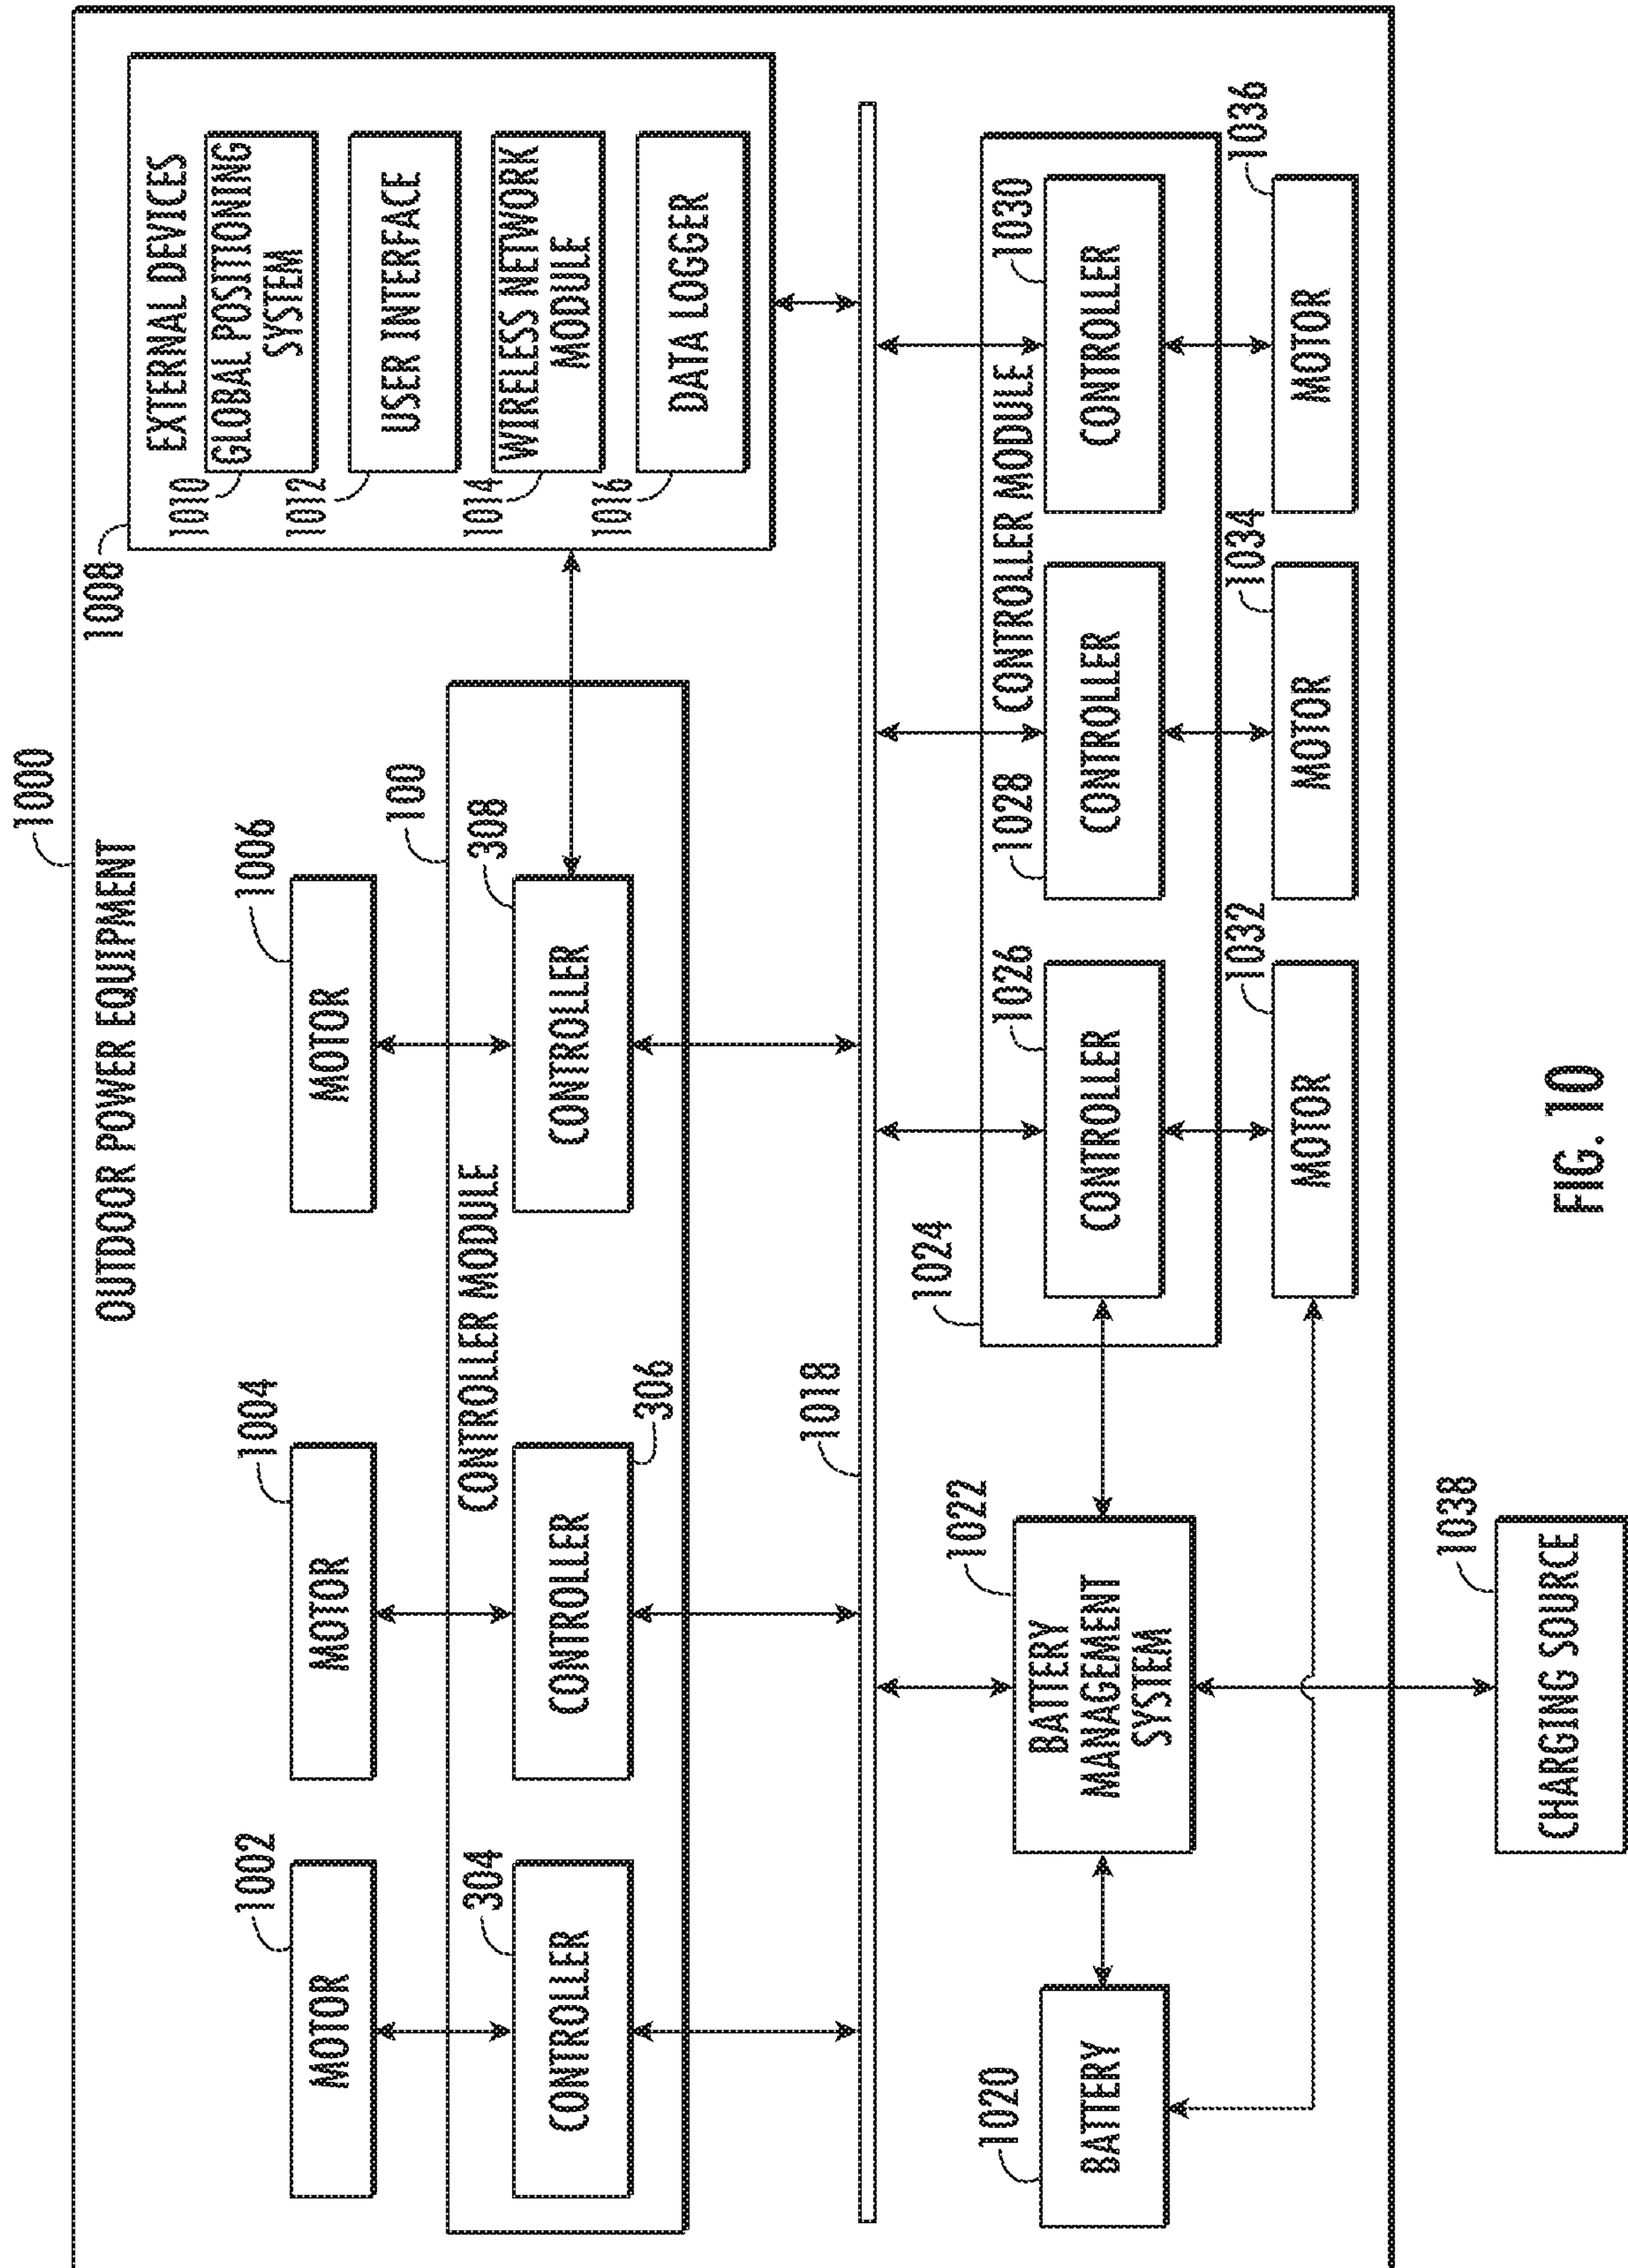 1000
OUTDOOR POWER EQUIPMENT
1002
MOTOR
1004
MOTOR
1006
MOTOR
1008
EXTERNAL DEVICES
1010
GLOBAL POSITIONING
SYSTEM
1012
USER INTERFACE
1014
WIRELESS NETWORK
MODULE
1016
DATA LOGGER
100
CONTROLLER MODULE
304
CONTROLLER
306
CONTROLLER
308
CONTROLLER
1018
1020
BATTERY
1022
BATTERY
MANAGEMENT
SYSTEM
1024
CONTROLLER MODULE
1026
CONTROLLER
1028
CONTROLLER
1030
CONTROLLER
1032
MOTOR
1034
MOTOR
1036
MOTOR
1038
CHARGING SOURCE
FIG. 10